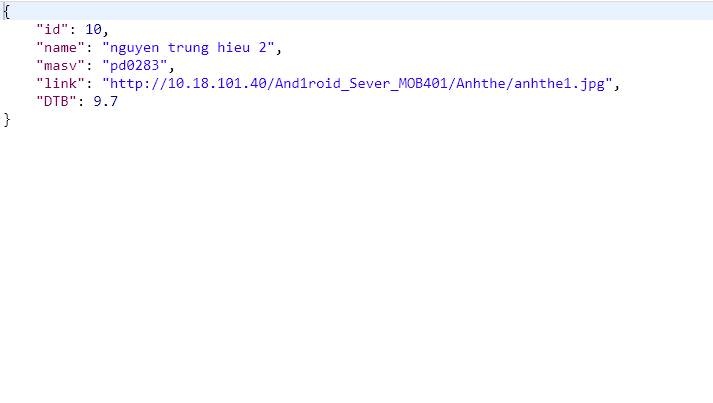 {
    "id": 10,
    "name": "nguyen trung hieu 2",
    "masv": "pd0283",
    "link": "http://10.18.101.40/And1roid_Sever_MOB401/Anhthe/anhthe1.jpg",
    "DTB": 9.7
}